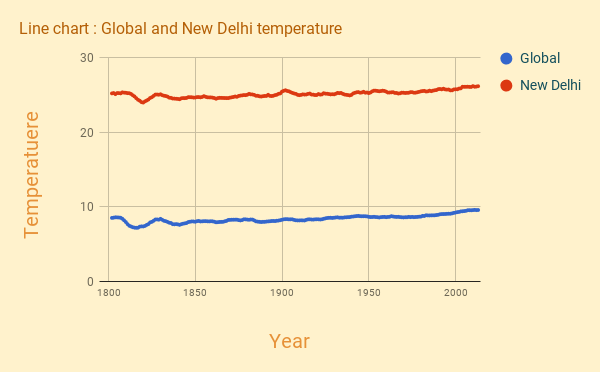 Line chart : Global and New Delhi temperature
Global
New Delhi
Temperatuere
30
20
10
0
1800 1850 1900 1950 2000
Year